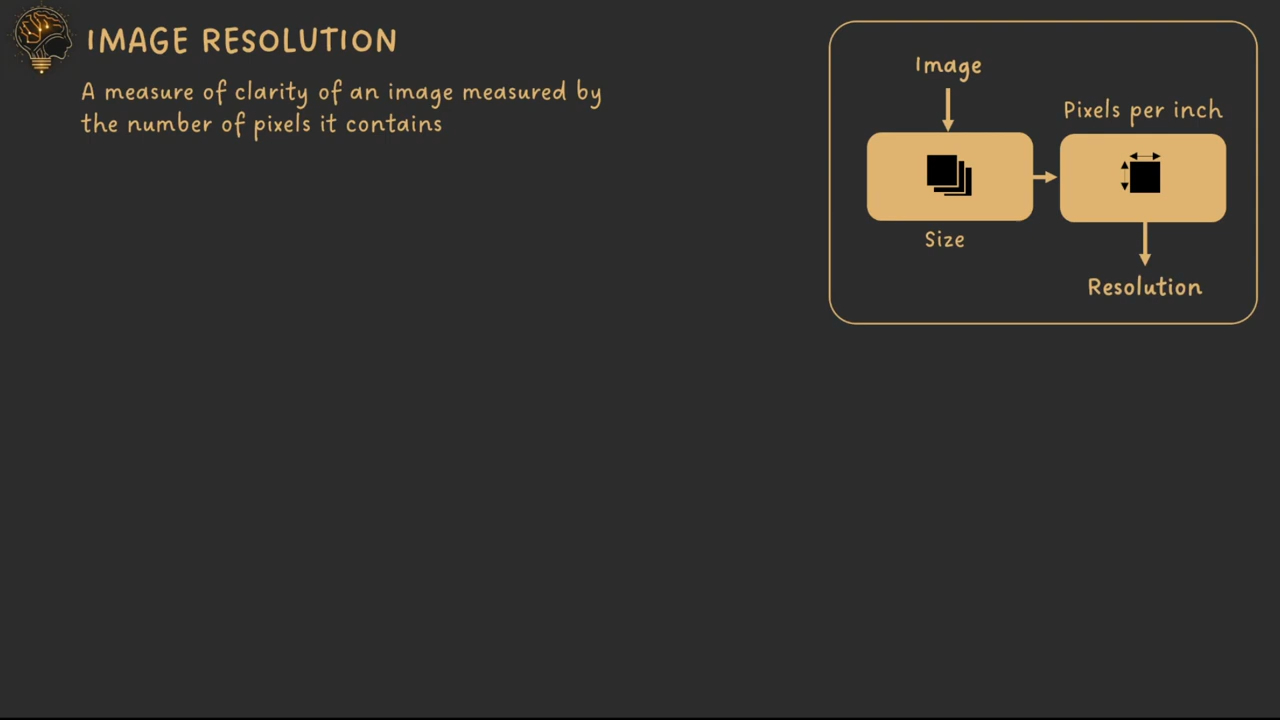 IMAGE RESOLUTION
A measure of clarity of an image measured by
the number of pixels it contains
Image
Pixels per inch
Size
Resolution